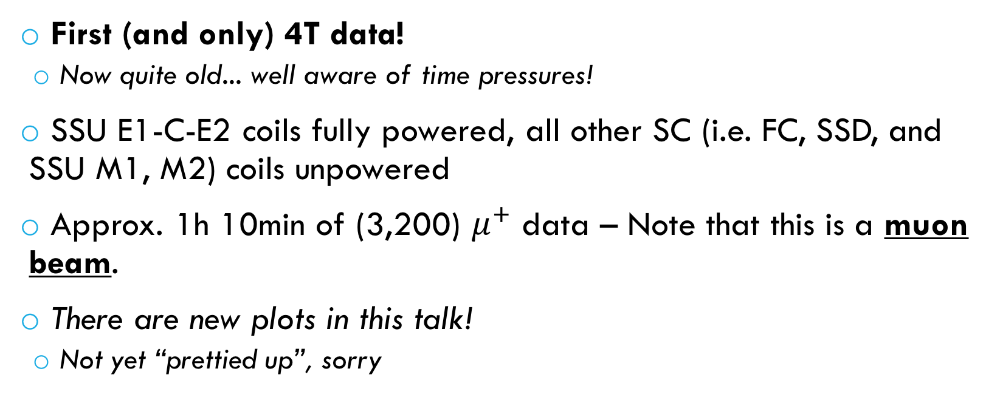 ○ First (and only) 4T data!
○ Now quite old... well aware of time pressures!
○ SSU E1-C-E2 coils fully powered, all other SC (i.e. FC, SSD, and
SSU M1, M2) coils unpowered
○ Approx. 1h 10min of (3,200) μ⁺ data – Note that this is a muon
beam.
○ There are new plots in this talk!
○ Not yet “prettied up”, sorry